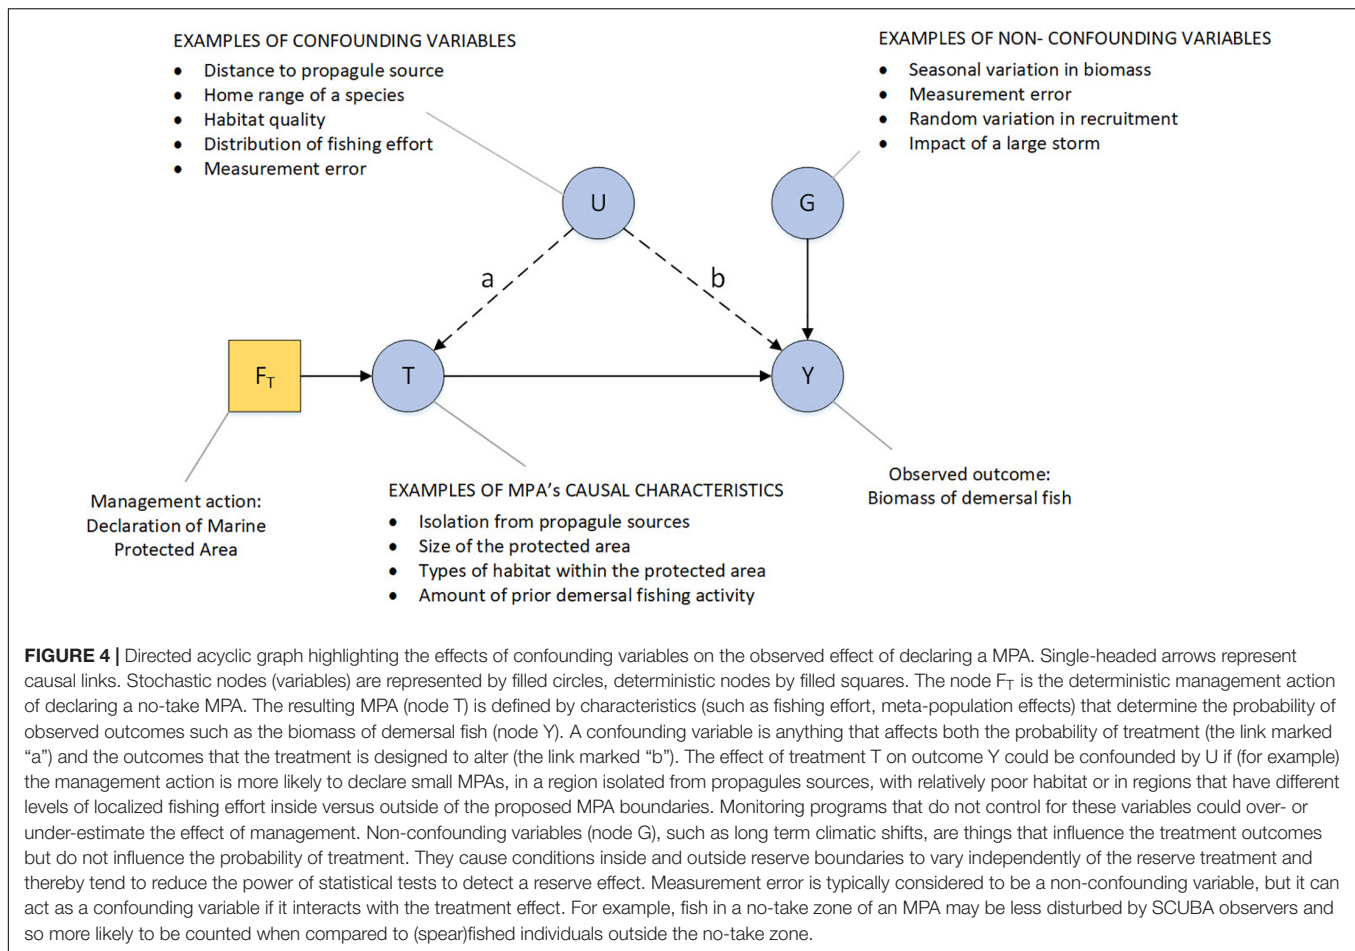 EXAMPLES OF CONFOUNDING VARIABLES
• Distance to propagule source
• Home range of a species
• Habitat quality
• Distribution of fishing effort
• Measurement error
EXAMPLES OF NON- CONFOUNDING VARIABLES
• Seasonal variation in biomass
• Measurement error
• Random variation in recruitment
• Impact of a large storm
U
G
a
b
F_T
T
Y
Management action:
Declaration of Marine
Protected Area
EXAMPLES OF MPA's CAUSAL CHARACTERISTICS
• Isolation from propagule sources
• Size of the protected area
• Types of habitat within the protected area
• Amount of prior demersal fishing activity
Observed outcome:
Biomass of demersal fish
FIGURE 4 | Directed acyclic graph highlighting the effects of confounding variables on the observed effect of declaring a MPA. Single-headed arrows represent
causal links. Stochastic nodes (variables) are represented by filled circles, deterministic nodes by filled squares. The node F_T is the deterministic management action
of declaring a no-take MPA. The resulting MPA (node T) is defined by characteristics (such as fishing effort, meta-population effects) that determine the probability of
observed outcomes such as the biomass of demersal fish (node Y). A confounding variable is anything that affects both the probability of treatment (the link marked
“a”) and the outcomes that the treatment is designed to alter (the link marked “b”). The effect of treatment T on outcome Y could be confounded by U if (for example)
the management action is more likely to declare small MPAs, in a region isolated from propagules sources, with relatively poor habitat or in regions that have different
levels of localized fishing effort inside versus outside of the proposed MPA boundaries. Monitoring programs that do not control for these variables could over- or
under-estimate the effect of management. Non-confounding variables (node G), such as long term climatic shifts, are things that influence the treatment outcomes
but do not influence the probability of treatment. They cause conditions inside and outside reserve boundaries to vary independently of the reserve treatment and
thereby tend to reduce the power of statistical tests to detect a reserve effect. Measurement error is typically considered to be a non-confounding variable, but it can
act as a confounding variable if it interacts with the treatment effect. For example, fish in a no-take zone of an MPA may be less disturbed by SCUBA observers and
so more likely to be counted when compared to (spear)fished individuals outside the no-take zone.